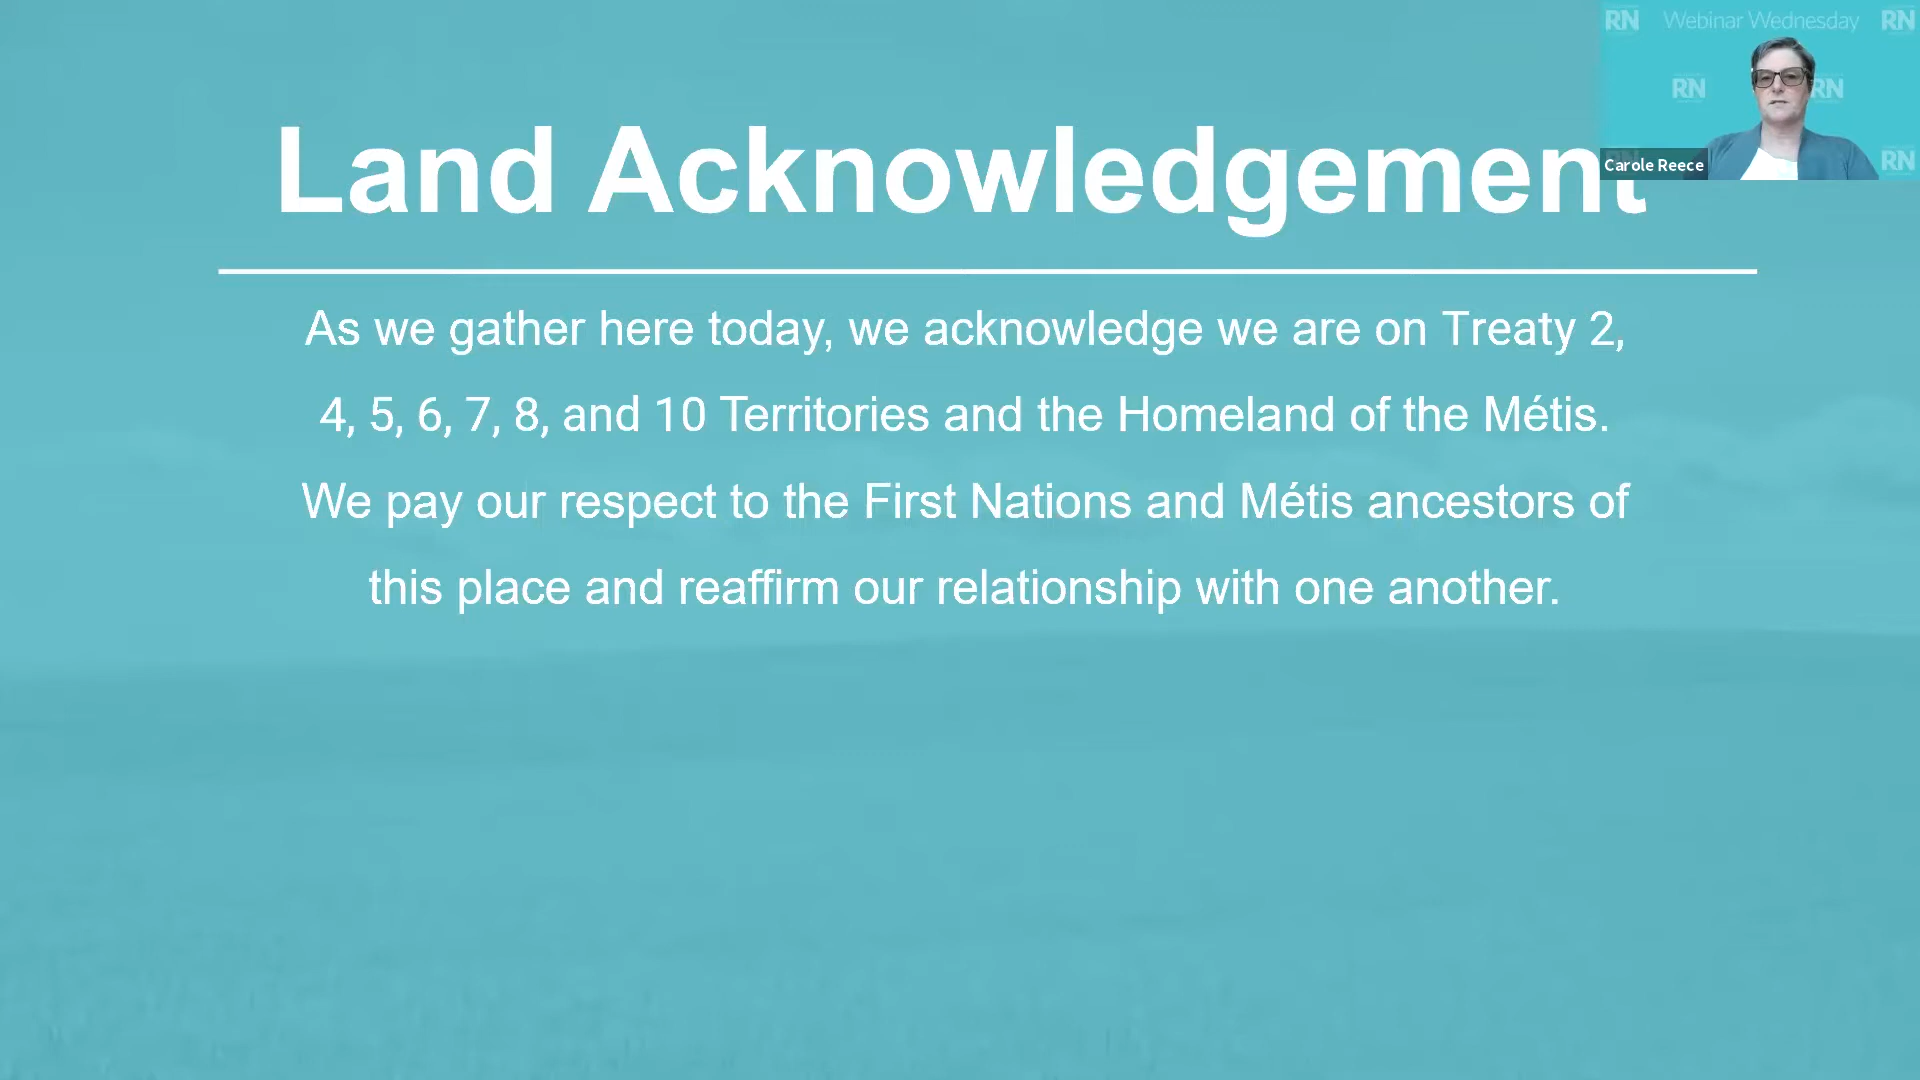 RN Webinar Wednesday RN
RN RN
Carole Reece RN
Land Acknowledgement
As we gather here today, we acknowledge we are on Treaty 2,
4, 5, 6, 7, 8, and 10 Territories and the Homeland of the Métis.
We pay our respect to the First Nations and Métis ancestors of
this place and reaffirm our relationship with one another.